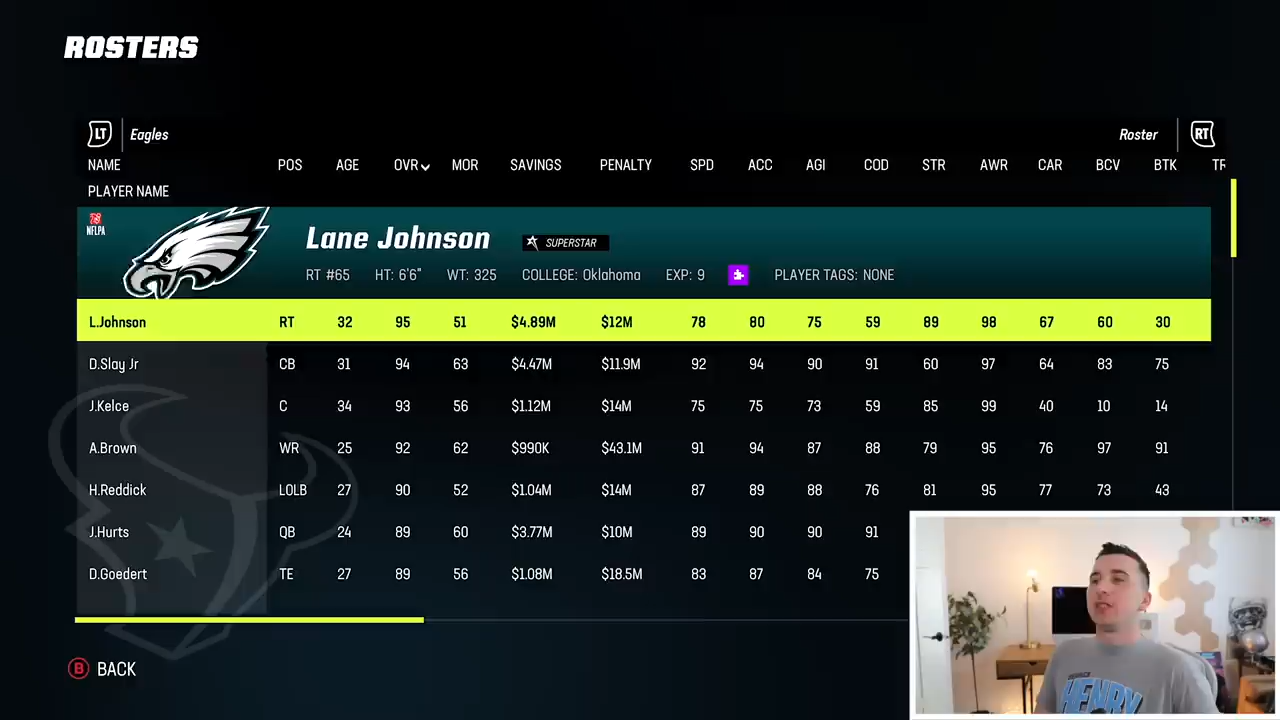 ROSTERS
LT Eagles Roster RT
NAME POS AGE OVR MOR SAVINGS PENALTY SPD ACC AGI COD STR AWR CAR BCV BTK TR
PLAYER NAME
NFLPA
Lane Johnson SUPERSTAR
RT #65 HT: 6'6" WT: 325 COLLEGE: Oklahoma EXP: 9 PLAYER TAGS: NONE
L.Johnson RT 32 95 51 $4.89M $12M 78 80 75 59 89 98 67 60 30
D.Slay Jr CB 31 94 63 $4.47M $11.9M 92 94 90 91 60 97 64 83 75
J.Kelce C 34 93 56 $1.12M $14M 75 75 73 59 85 99 40 10 14
A.Brown WR 25 92 62 $990K $43.1M 91 94 87 88 79 95 76 97 91
H.Reddick LOLB 27 90 52 $1.04M $14M 87 89 88 76 81 95 77 73 43
J.Hurts QB 24 89 60 $3.77M $10M 89 90 90 91
D.Goedert TE 27 89 56 $1.08M $18.5M 83 87 84 75
B BACK
HENRY